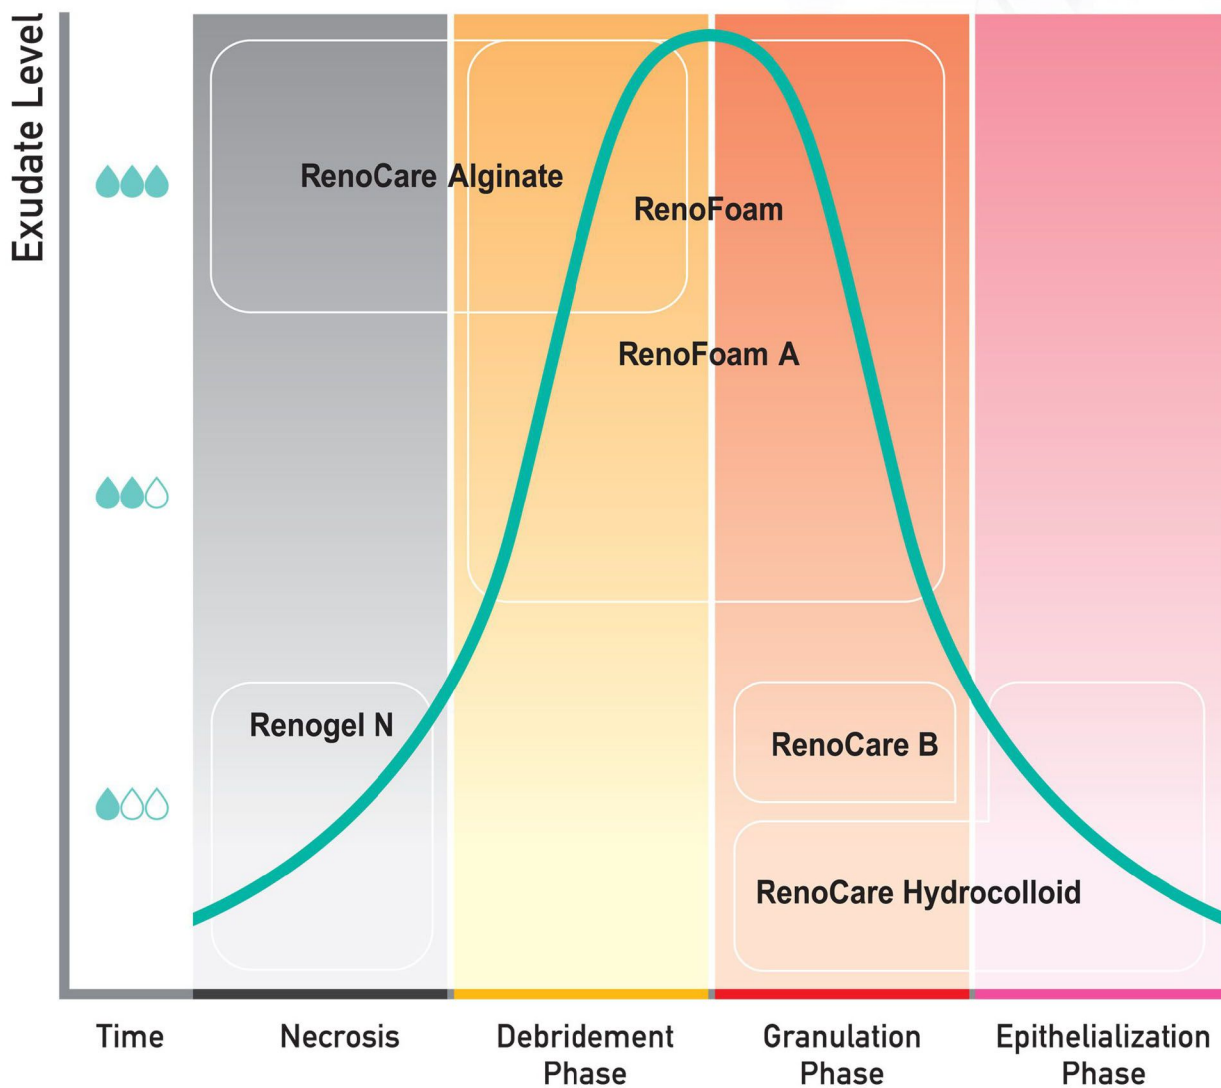 Exudate Level
RenoCare Alginate
RenoFoam
RenoFoam A
Renogel N
RenoCare B
RenoCare Hydrocolloid
Time
Necrosis
Debridement
Phase
Granulation
Phase
Epithelialization
Phase